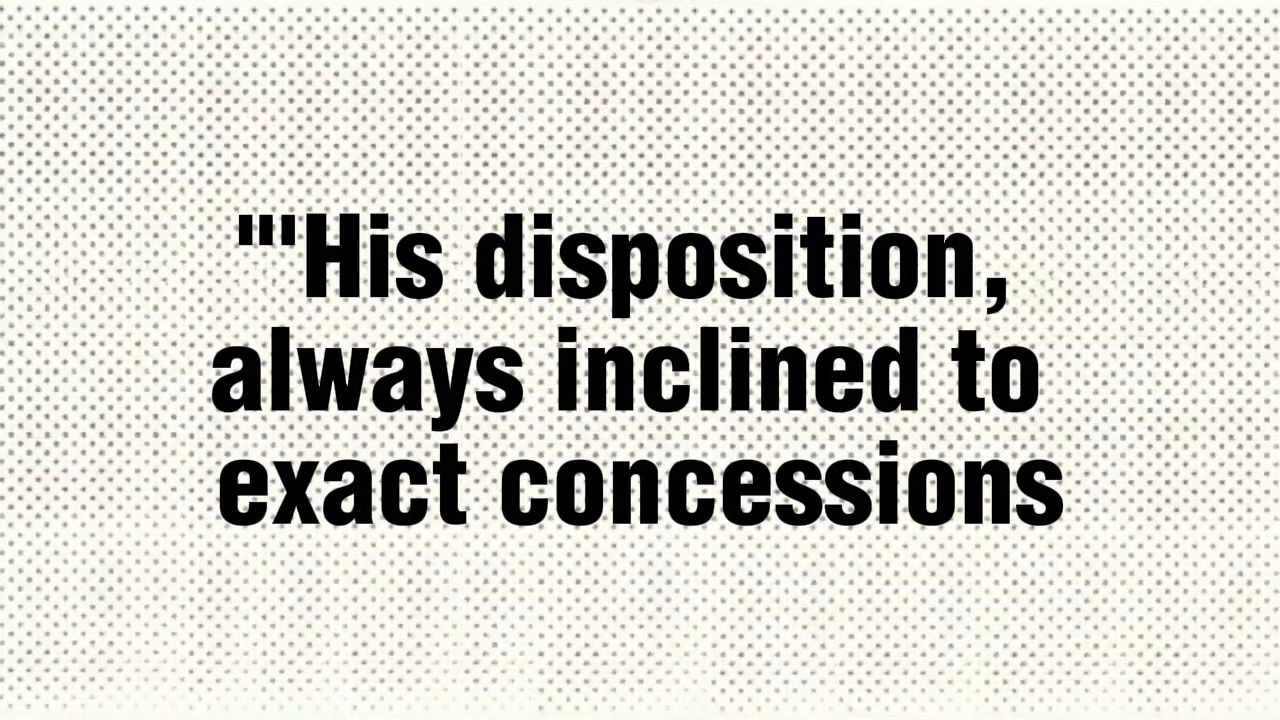 "'His disposition,
always inclined to
exact concessions